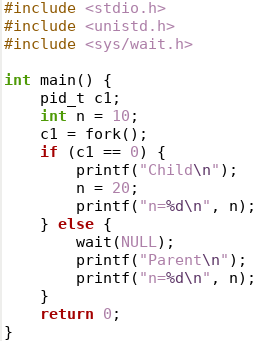 #include <stdio.h>
#include <unistd.h>
#include <sys/wait.h>

int main() {
    pid_t c1;
    int n = 10;
    c1 = fork();
    if (c1 == 0) {
        printf("Child\n");
        n = 20;
        printf("n=%d\n", n);
    } else {
        wait(NULL);
        printf("Parent\n");
        printf("n=%d\n", n);
    }
    return 0;
}